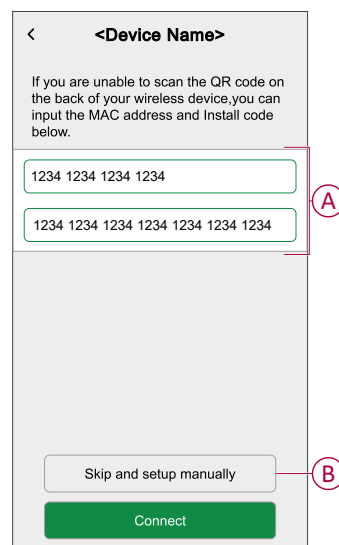 <Device Name>
If you are unable to scan the QR code on
the back of your wireless device,you can
input the MAC address and Install code
below.
1234 1234 1234 1234
A
1234 1234 1234 1234 1234 1234 1234
Skip and setup manually
B
Connect